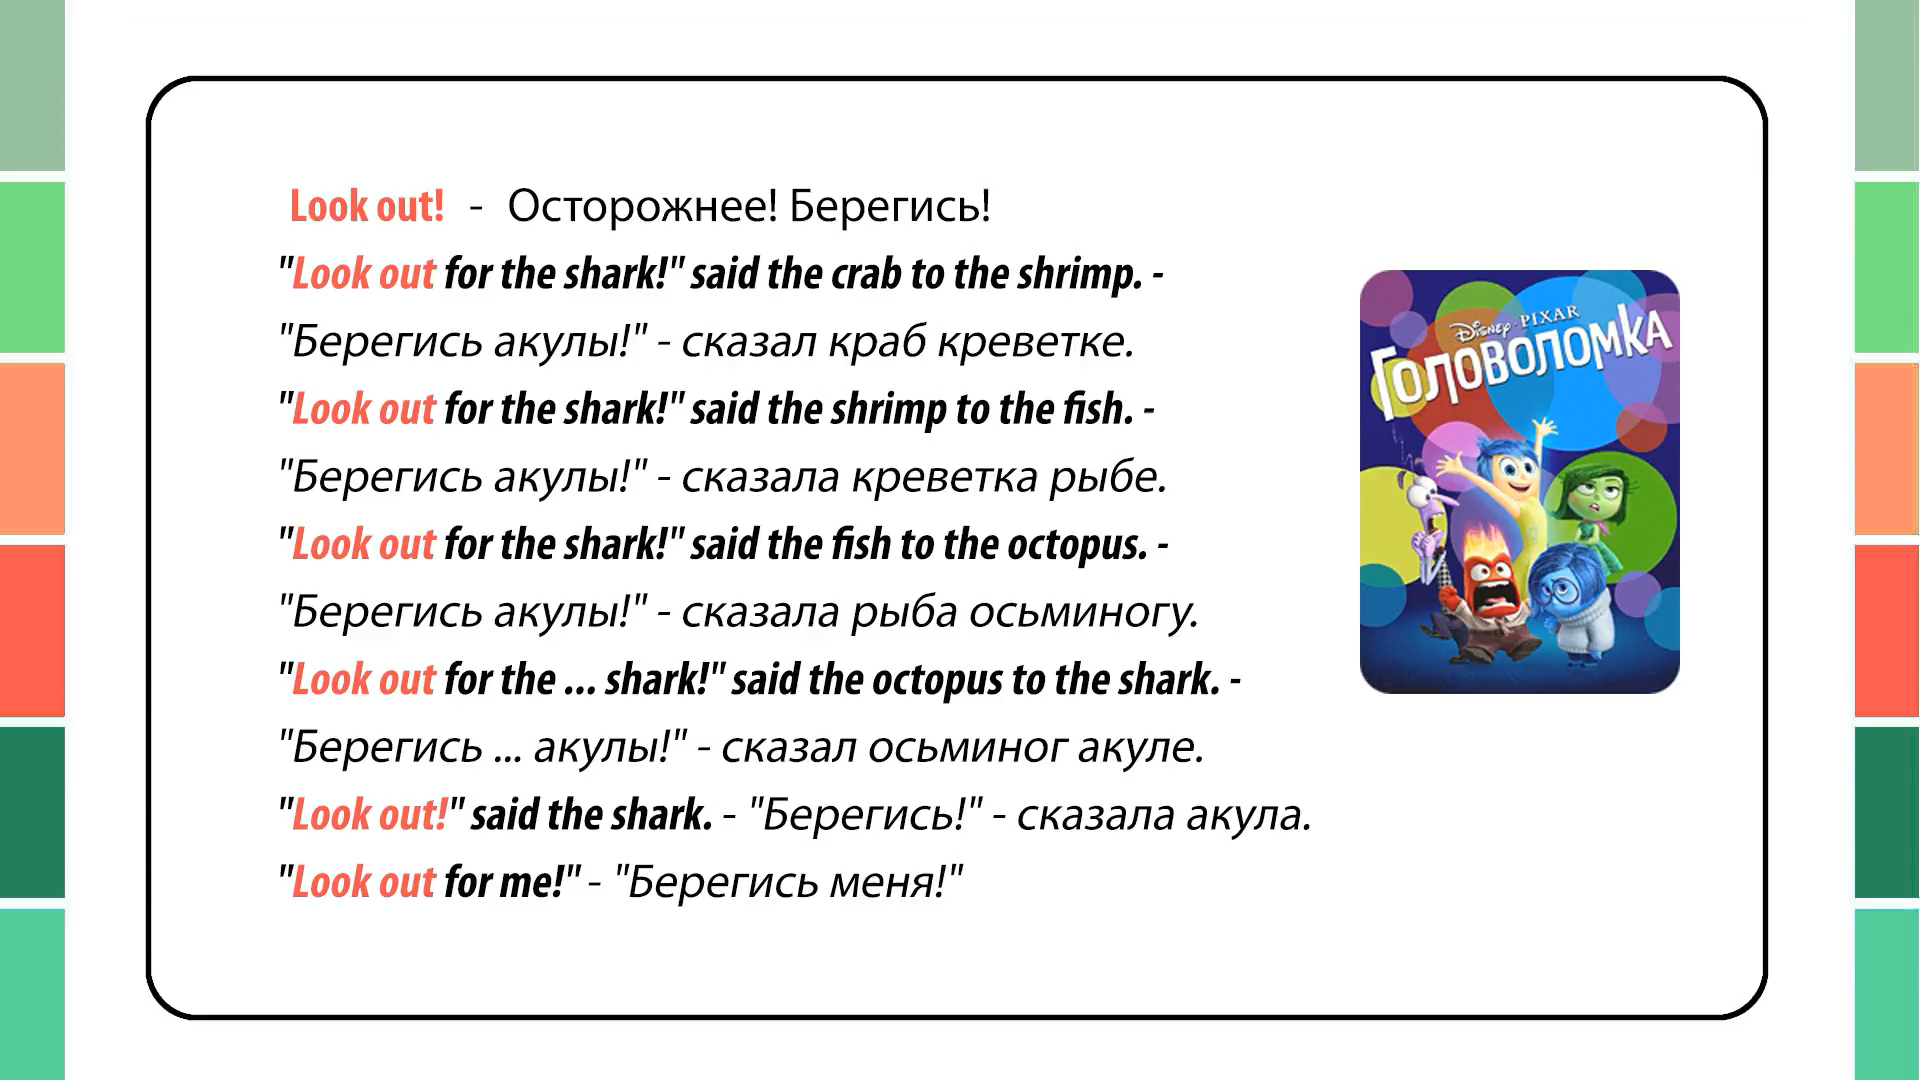 Look out! - Осторожнее! Берегись!
"Look out for the shark!" said the crab to the shrimp. -
"Берегись акулы!" - сказал краб креветке.
"Look out for the shark!" said the shrimp to the fish. -
"Берегись акулы!" - сказала креветка рыбе.
"Look out for the shark!" said the fish to the octopus. -
"Берегись акулы!" - сказала рыба осьминогу.
"Look out for the ... shark!" said the octopus to the shark. -
"Берегись ... акулы!" - сказал осьминог акуле.
"Look out!" said the shark. - "Берегись!" - сказала акула.
"Look out for me!" - "Берегись меня!"
Disney · PIXAR
ГОЛОВОЛОМКА